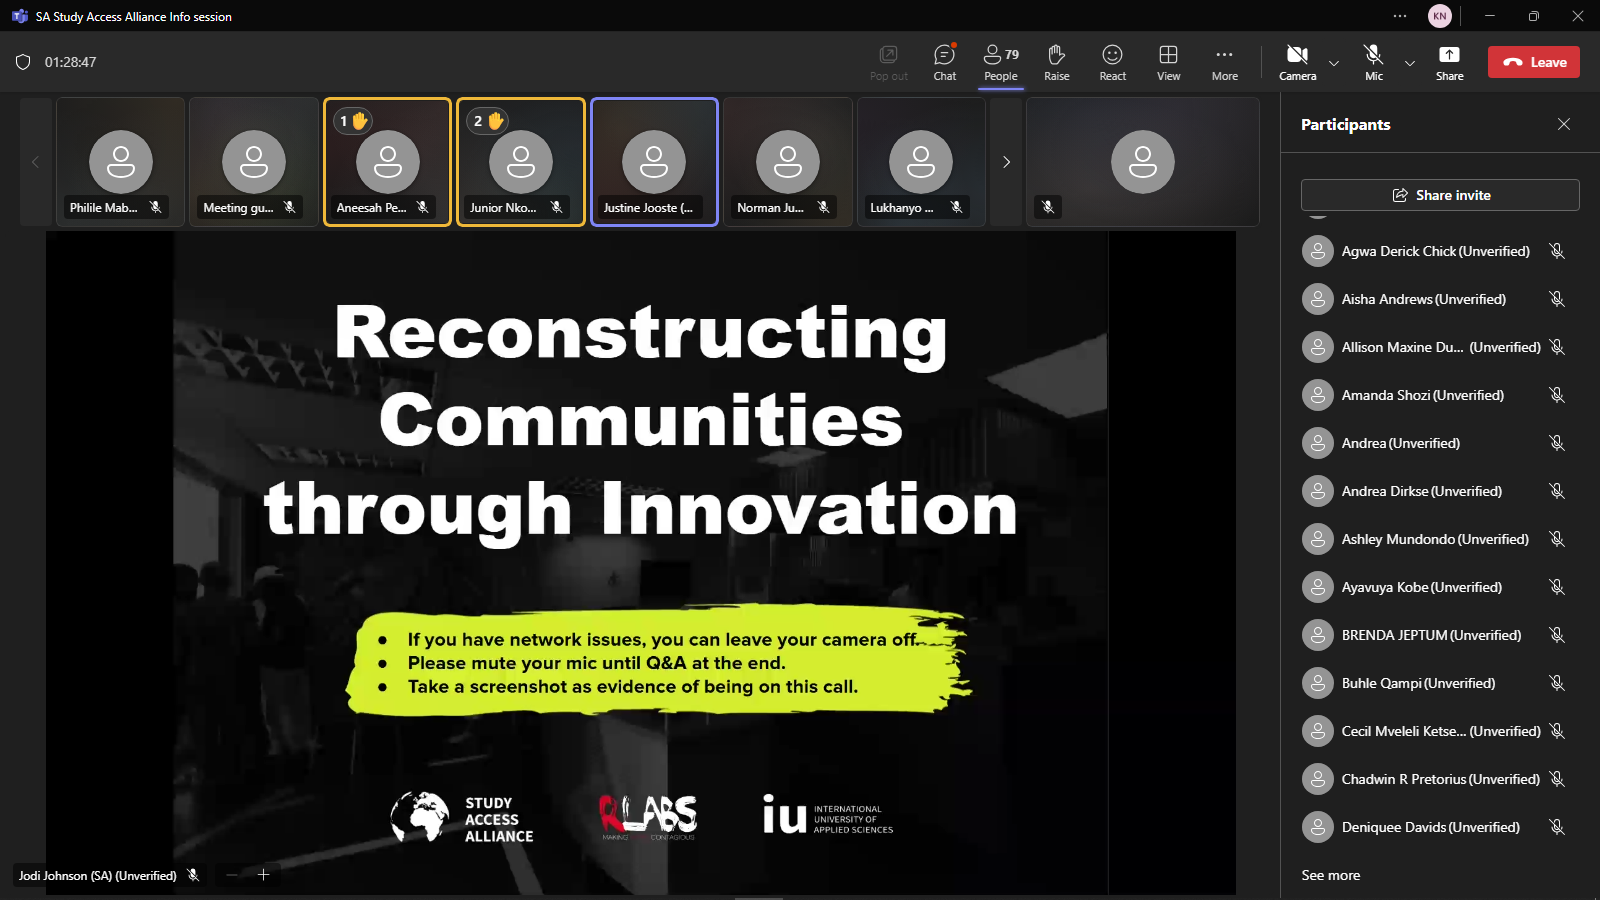 SA Study Access Alliance Info session
KN
01:28:47
Pop out
Chat
79
People
Raise
React
View
More
Camera
Mic
Share
Leave
Philile Mab...
Meeting gu...
1
Aneesah Pe...
2
Junior Nko...
Justine Jooste (...
Norman Ju...
Lukhanyo ...
Participants
Share invite
Agwa Derick Chick (Unverified)
Aisha Andrews (Unverified)
Allison Maxine Du... (Unverified)
Amanda Shozi (Unverified)
Andrea (Unverified)
Andrea Dirkse (Unverified)
Ashley Mundondo (Unverified)
Ayavuya Kobe (Unverified)
BRENDA JEPTUM (Unverified)
Buhle Qampi (Unverified)
Cecil Mveleli Ketse... (Unverified)
Chadwin R Pretorius (Unverified)
Deniquee Davids (Unverified)
See more
Reconstructing
Communities
through Innovation
• If you have network issues, you can leave your camera off.
• Please mute your mic until Q&A at the end.
• Take a screenshot as evidence of being on this call.
STUDY
ACCESS
ALLIANCE
RLABS
MAKING CONTAGIOUS
iu INTERNATIONAL
UNIVERSITY OF
APPLIED SCIENCES
Jodi Johnson (SA) (Unverified)